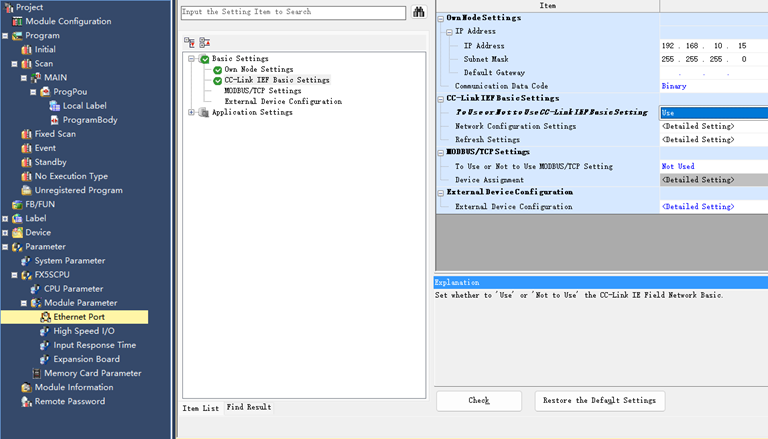 Project
Module Configuration
Program
Initial
Scan
MAIN
ProgPou
Local Label
ProgramBody
Fixed Scan
Event
Standby
No Execution Type
Unregistered Program
FB/FUN
Label
Device
Parameter
System Parameter
FX5SCPU
CPU Parameter
Module Parameter
Ethernet Port
High Speed I/O
Input Response Time
Expansion Board
Memory Card Parameter
Module Information
Remote Password
Input the Setting Item to Search
Basic Settings
Own Node Settings
CC-Link IEF Basic Settings
MODBUS/TCP Settings
External Device Configuration
Application Settings
Item List Find Result
Item
Own Node Settings
IP Address
IP Address 192 . 168 . 10 . 15
Subnet Mask 255 . 255 . 255 . 0
Default Gateway . . .
Communication Data Code Binary
CC-Link IEF Basic Settings
To Use or Not to Use CC-Link IEF Basic Setting Use
Network Configuration Settings <Detailed Setting>
Refresh Settings <Detailed Setting>
MODBUS/TCP Settings
To Use or Not to Use MODBUS/TCP Setting Not Used
Device Assignment <Detailed Setting>
External Device Configuration
External Device Configuration <Detailed Setting>
Explanation
Set whether to 'Use' or 'Not to Use' the CC-Link IE Field Network Basic.
Check Restore the Default Settings